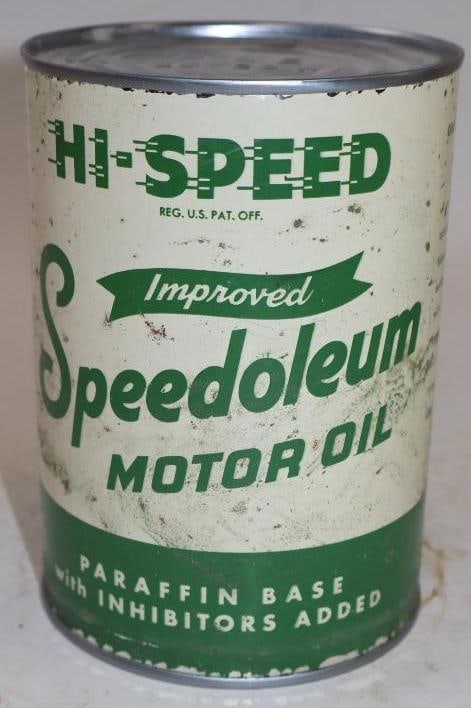 HI-SPEED
REG. U.S. PAT. OFF.
Improved
Speedoleum
MOTOR OIL
PARAFFIN BASE
with INHIBITORS ADDED